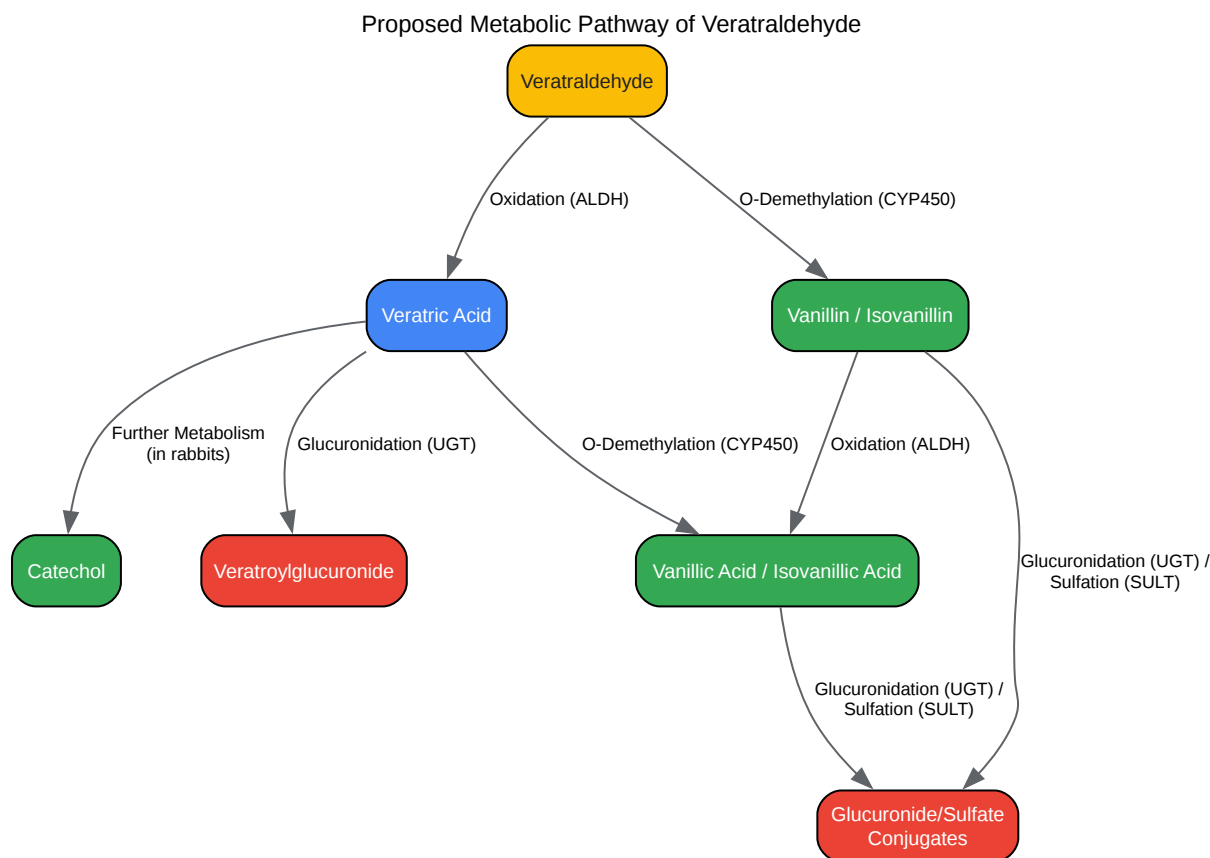 Proposed Metabolic Pathway of Veratraldehyde
Veratraldehyde
Oxidation (ALDH)
O-Demethylation (CYP450)
Veratric Acid
Vanillin / Isovanillin
Further Metabolism
(in rabbits)
Glucuronidation (UGT)
O-Demethylation (CYP450)
Oxidation (ALDH)
Catechol
Veratroylglucuronide
Vanillic Acid / Isovanillic Acid
Glucuronidation (UGT) /
Sulfation (SULT)
Glucuronidation (UGT) /
Sulfation (SULT)
Glucuronide/Sulfate
Conjugates